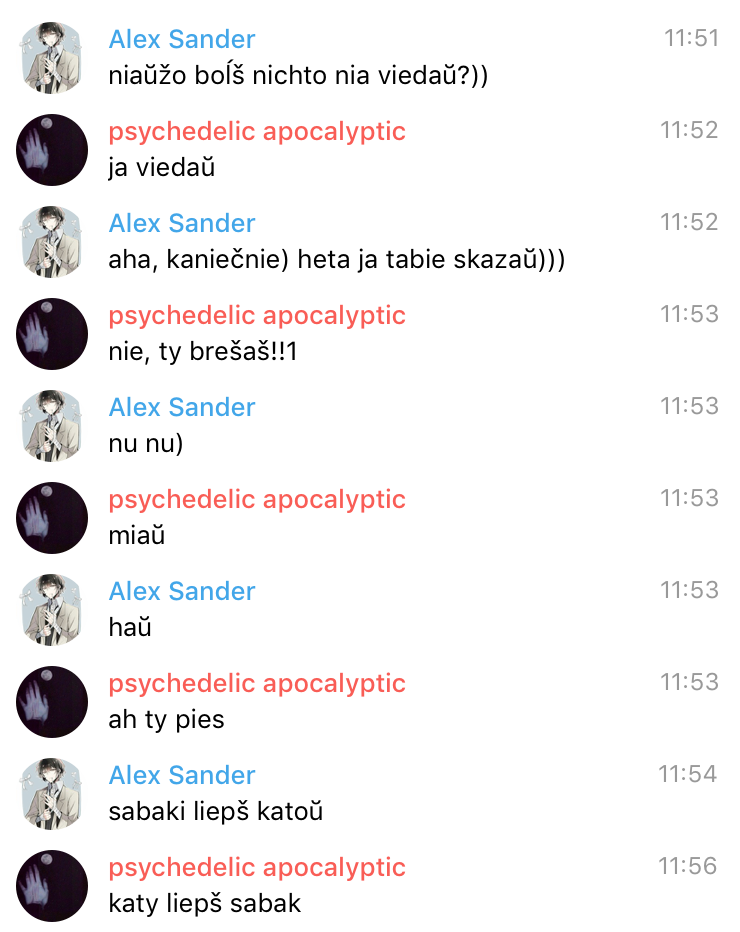 Alex Sander 11:51
niaŭžo boĺš nichto nia viedaŭ?))
psychedelic apocalyptic 11:52
ja viedaŭ
Alex Sander 11:52
aha, kaniečnie) heta ja tabie skazaŭ)))
psychedelic apocalyptic 11:53
nie, ty brešaš!!1
Alex Sander 11:53
nu nu)
psychedelic apocalyptic 11:53
miaŭ
Alex Sander 11:53
haŭ
psychedelic apocalyptic 11:53
ah ty pies
Alex Sander 11:54
sabaki liepš katoŭ
psychedelic apocalyptic 11:56
katy liepš sabak